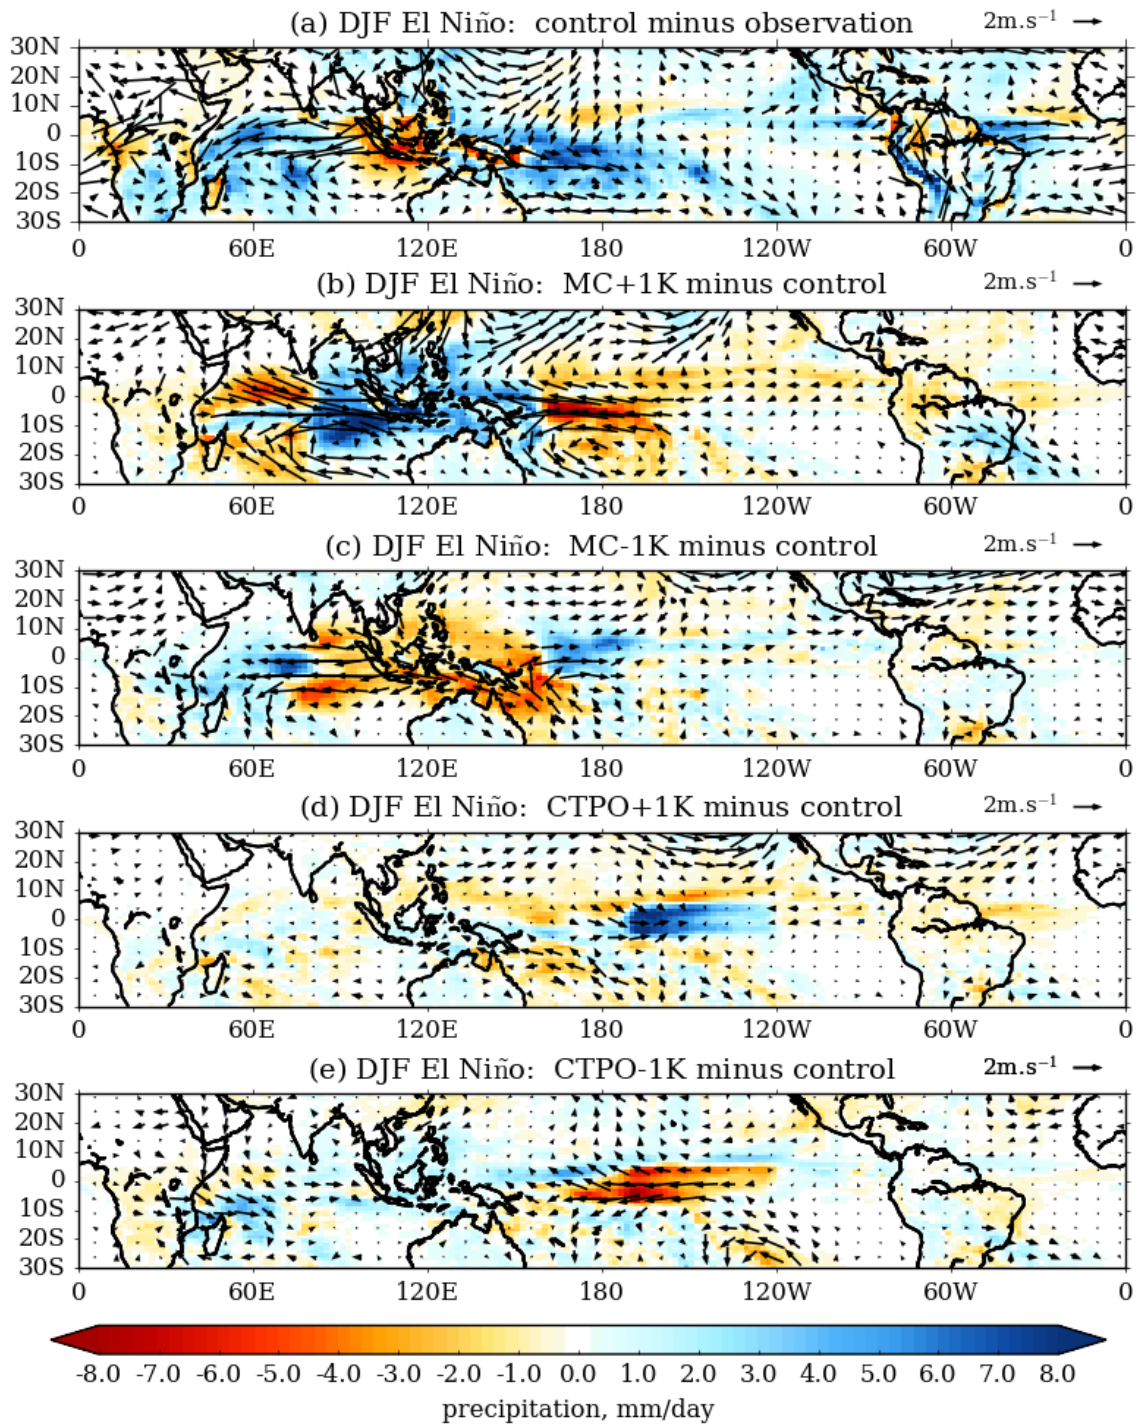 (a) DJF El Niño: control minus observation 2m.s⁻¹
30N
20N
10N
0
10S
20S
30S
0 60E 120E 180 120W 60W 0
(b) DJF El Niño: MC+1K minus control 2m.s⁻¹
30N
20N
10N
0
10S
20S
30S
0 60E 120E 180 120W 60W 0
(c) DJF El Niño: MC-1K minus control 2m.s⁻¹
30N
20N
10N
0
10S
20S
30S
0 60E 120E 180 120W 60W 0
(d) DJF El Niño: CTPO+1K minus control 2m.s⁻¹
30N
20N
10N
0
10S
20S
30S
0 60E 120E 180 120W 60W 0
(e) DJF El Niño: CTPO-1K minus control 2m.s⁻¹
30N
20N
10N
0
10S
20S
30S
0 60E 120E 180 120W 60W 0
-8.0 -7.0 -6.0 -5.0 -4.0 -3.0 -2.0 -1.0 0.0 1.0 2.0 3.0 4.0 5.0 6.0 7.0 8.0
precipitation, mm/day